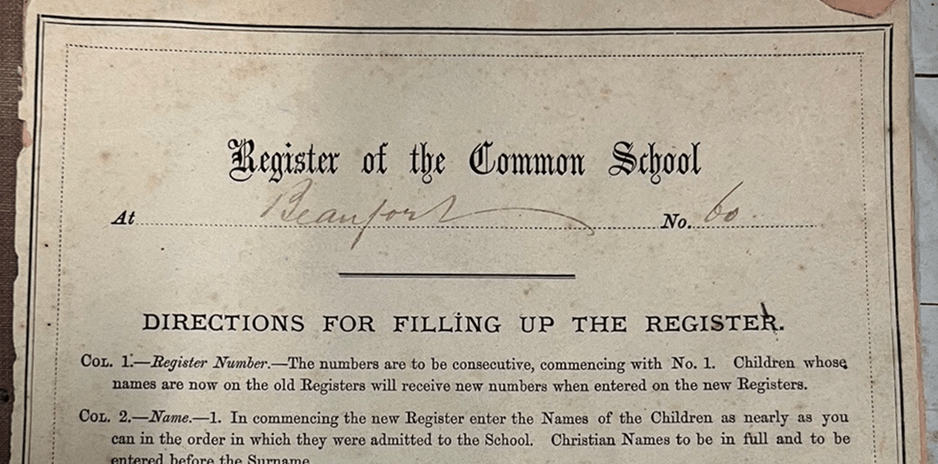 Register of the Common School
At Beaufort No. 60
DIRECTIONS FOR FILLING UP THE REGISTER.
COL. 1.—Register Number.—The numbers are to be consecutive, commencing with No. 1. Children whose
names are now on the old Registers will receive new numbers when entered on the new Registers.
COL. 2.—Name.—1. In commencing the new Register enter the Names of the Children as nearly as you
can in the order in which they were admitted to the School. Christian Names to be in full and to be
entered before the Surname